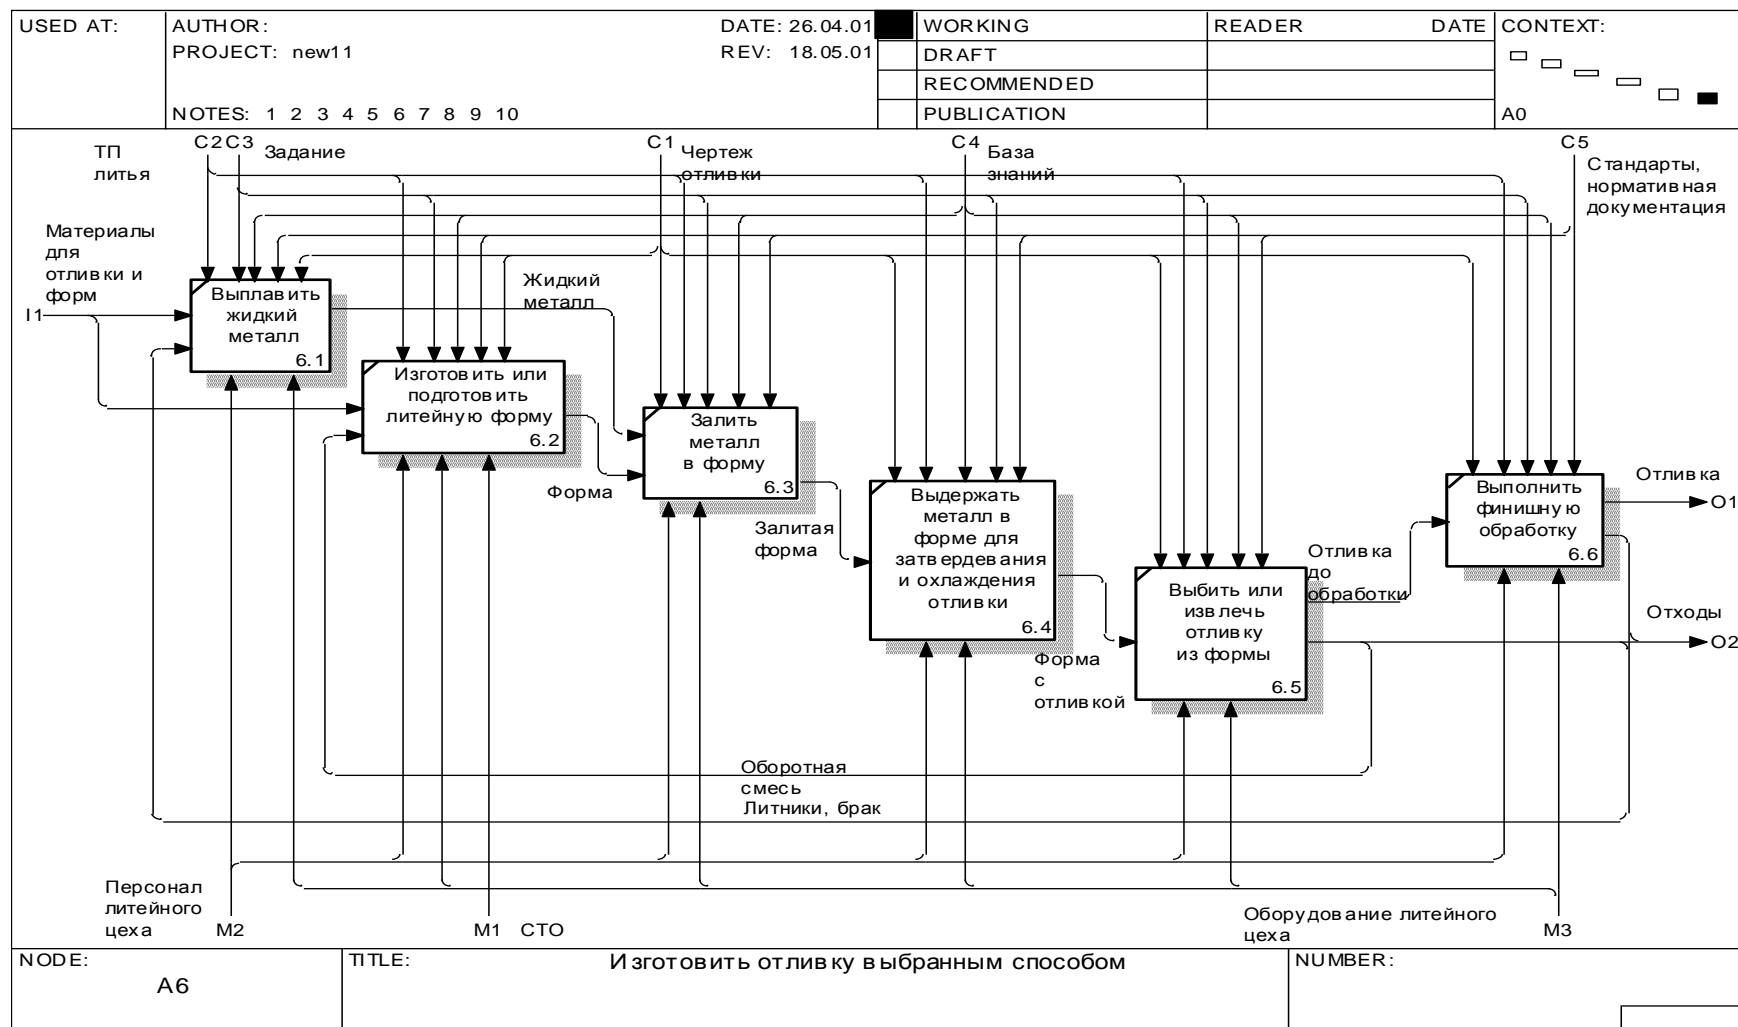 USED AT:
AUTHOR:
DATE: 26.04.01
PROJECT: new11
REV: 18.05.01
NOTES: 1 2 3 4 5 6 7 8 9 10
WORKING
DRAFT
RECOMMENDED
PUBLICATION
READER DATE
CONTEXT:
A0
ТП
литья
C2 C3
Задание
C1
Чертеж
отливки
C4
База
знаний
C5
Стандарты,
нормативная
документация
Материалы
для
отливки и
форм
I1
Выплавить
жидкий
металл
6.1
Жидкий
металл
Изготовить или
подготовить
литейную форму
6.2
Форма
Залить
металл
в форму
6.3
Залитая
форма
Выдержать
металл в
форме для
затвердевания
и охлаждения
отливки
6.4
Форма
с
отливкой
Выбить или
извлечь
отливку
из формы
6.5
Отливка
до
обработки
Выполнить
финишную
обработку
6.6
Отливка
O1
Отходы
O2
Оборотная
смесь
Литники, брак
Персонал
литейного
цеха
M2
M1 СТО
Оборудование литейного
цеха
M3
NODE:
A6
TITLE:
Изготовить отливку выбранным способом
NUMBER: